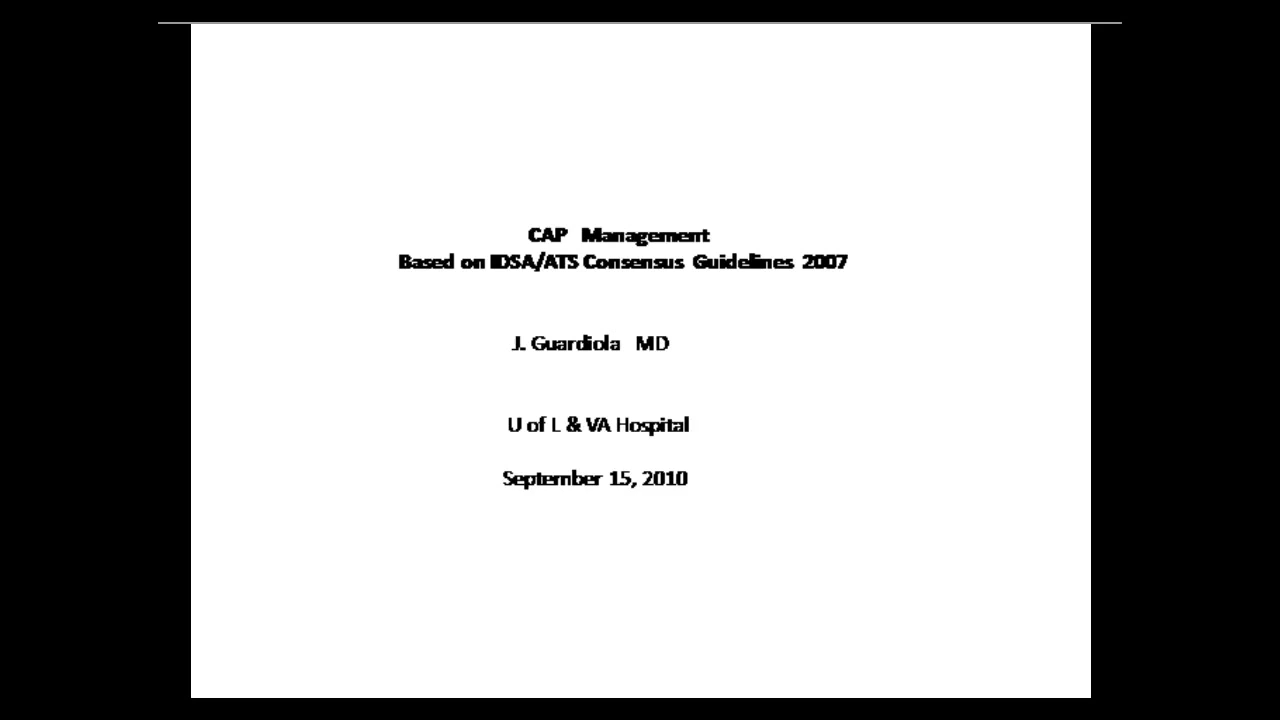 CAP Management
Based on IDSA/ATS Consensus Guidelines 2007
J. Guardiola MD
U of L & VA Hospital
September 15, 2010